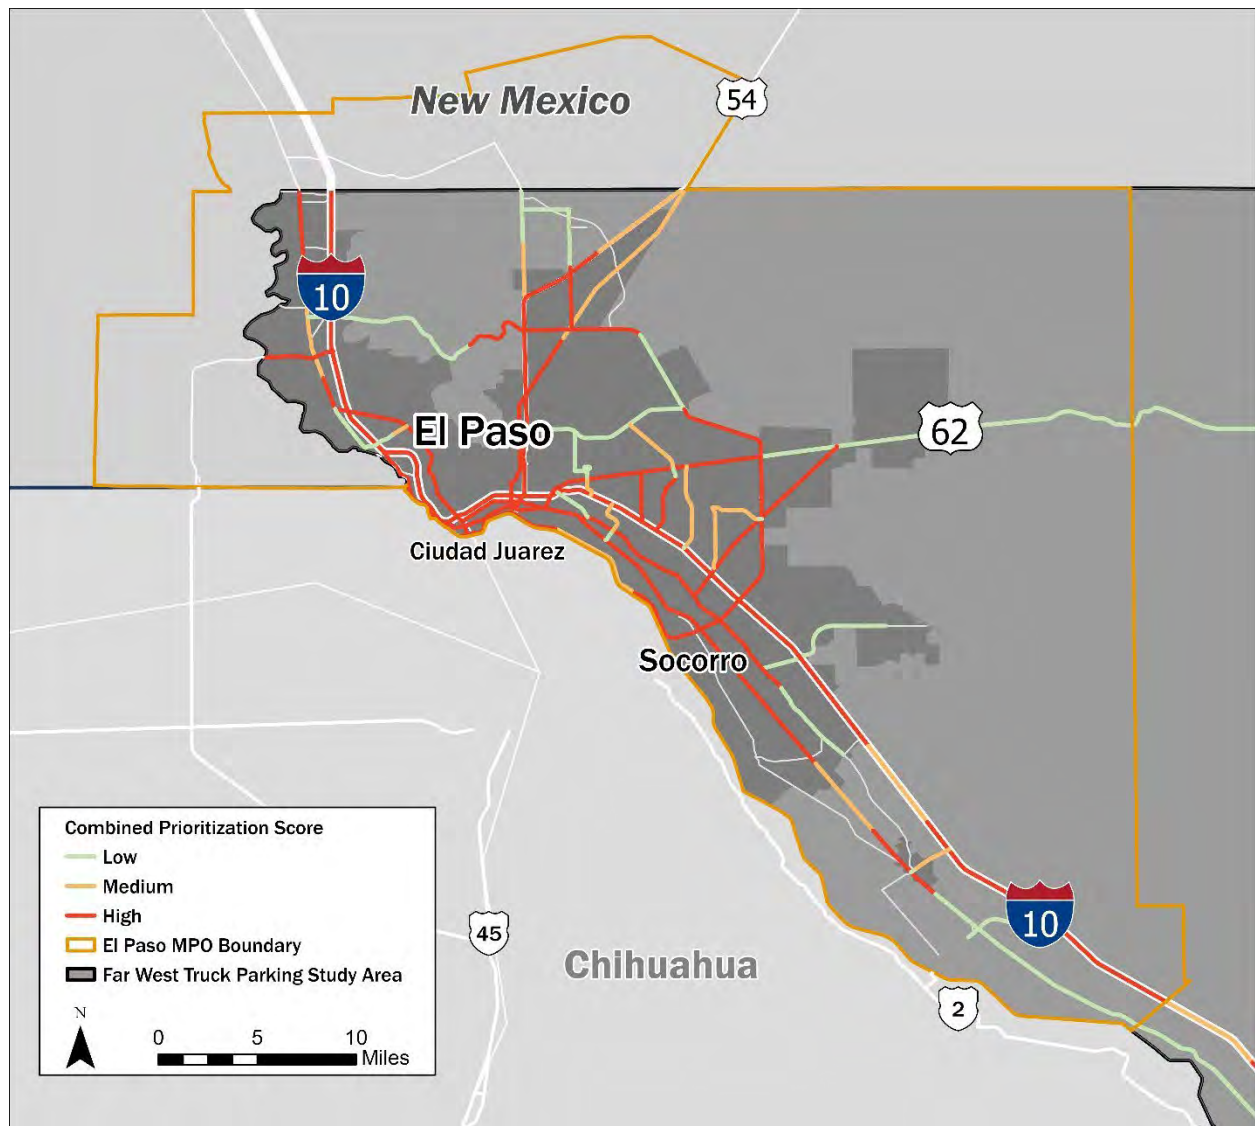 New Mexico
54
10
El Paso
62
Ciudad Juarez
Socorro
Combined Prioritization Score
Low
Medium
High
El Paso MPO Boundary
Far West Truck Parking Study Area
N
0 5 10
Miles
45
Chihuahua
10
2